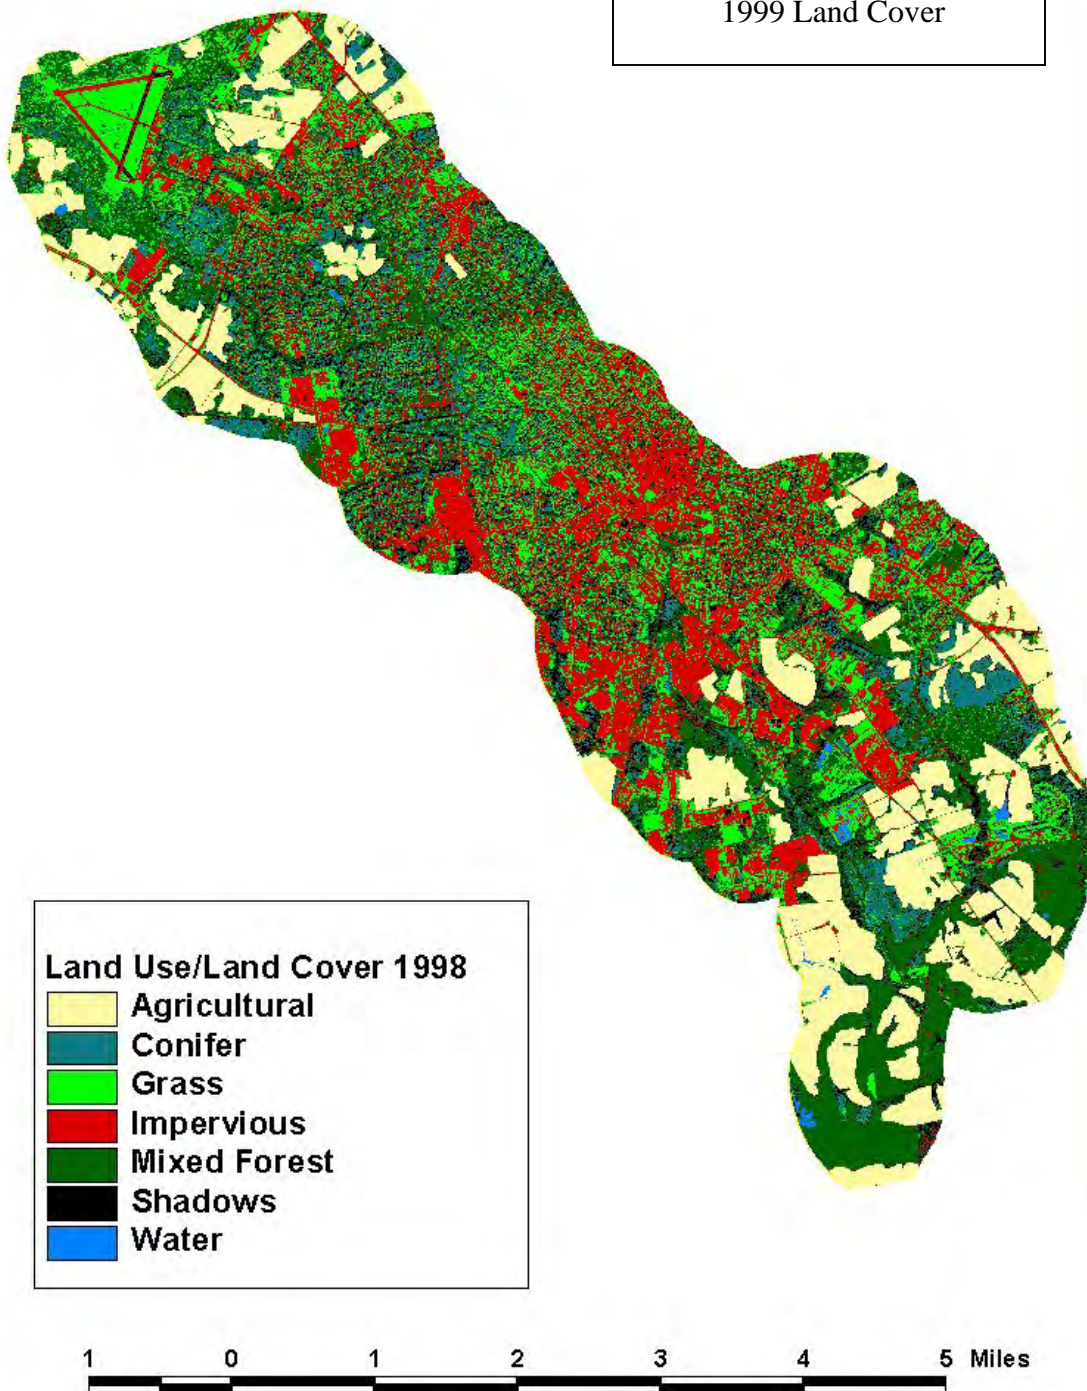 1999 Land Cover
Land Use/Land Cover 1998
Agricultural
Conifer
Grass
Impervious
Mixed Forest
Shadows
Water
1 0 1 2 3 4 5 Miles